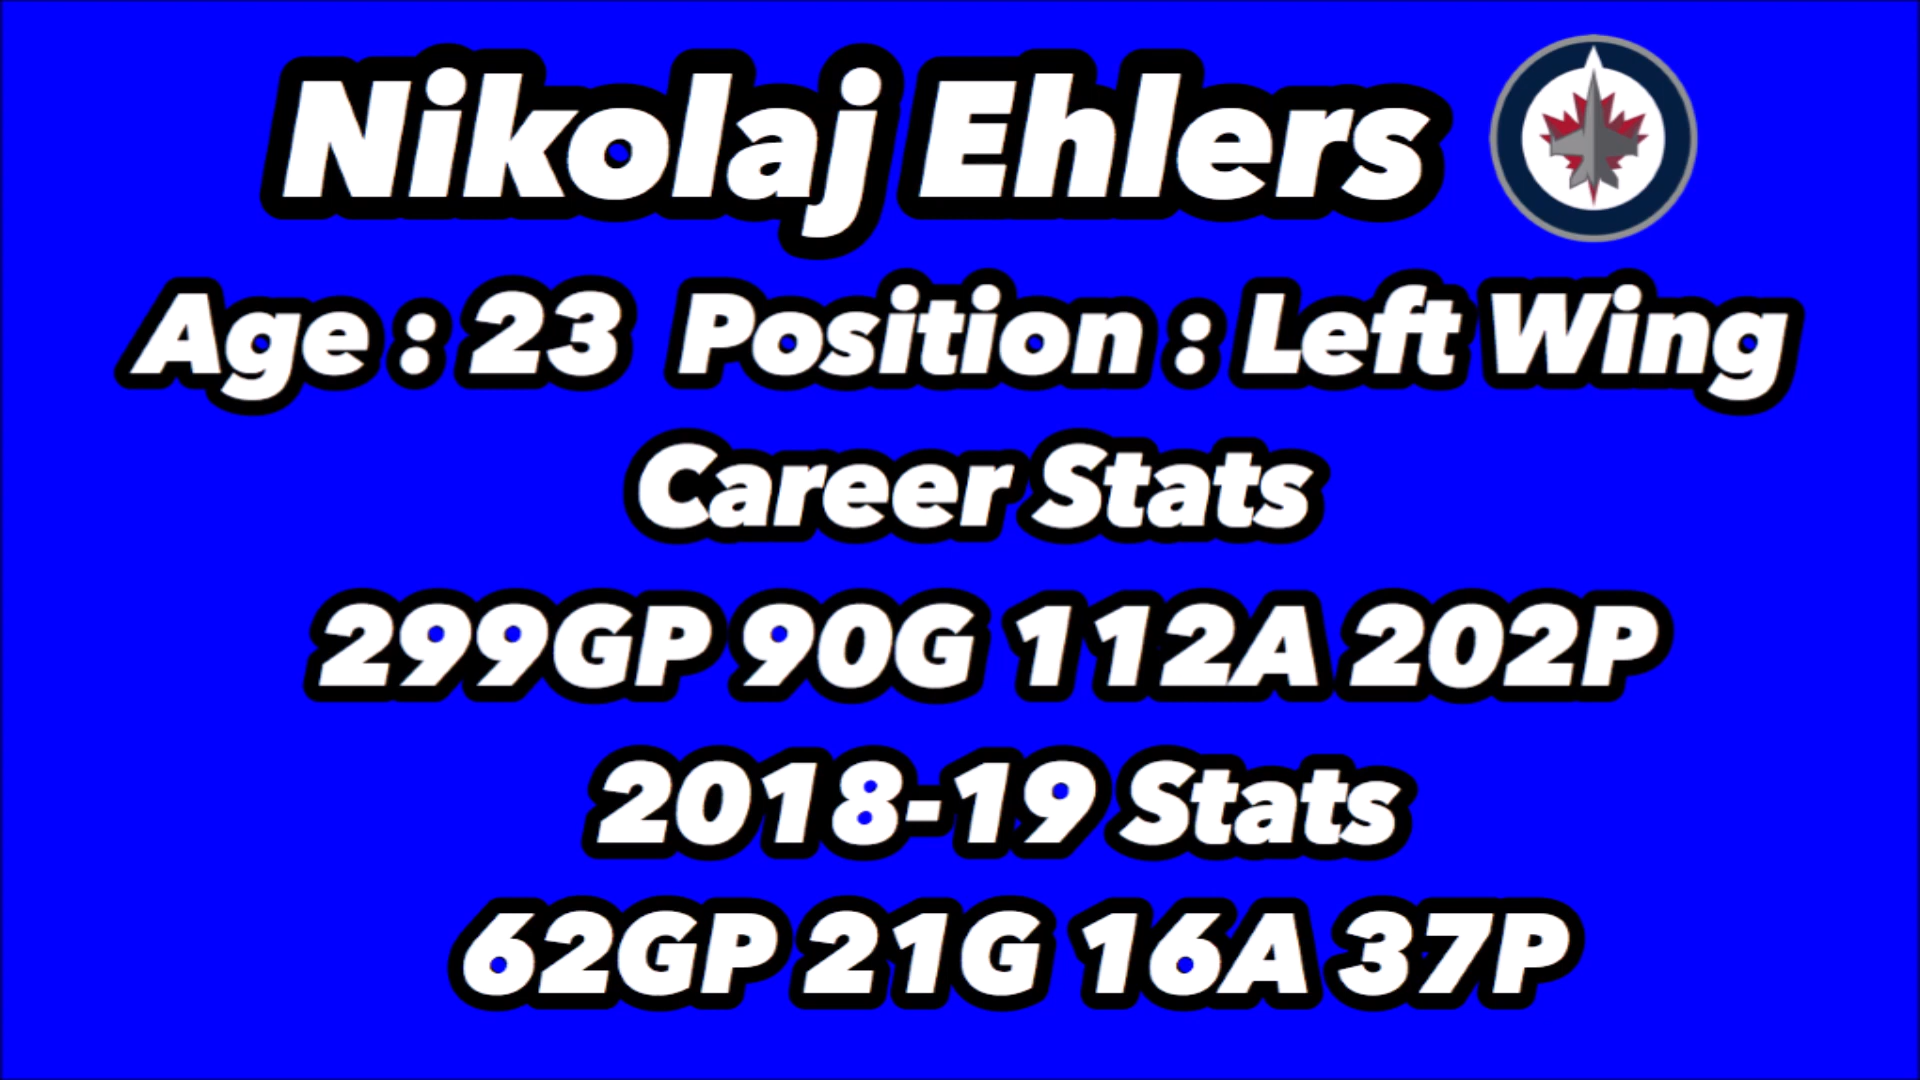 Nikolaj Ehlers
Age : 23 Position : Left Wing
Career Stats
299GP 90G 112A 202P
2018-19 Stats
62GP 21G 16A 37P